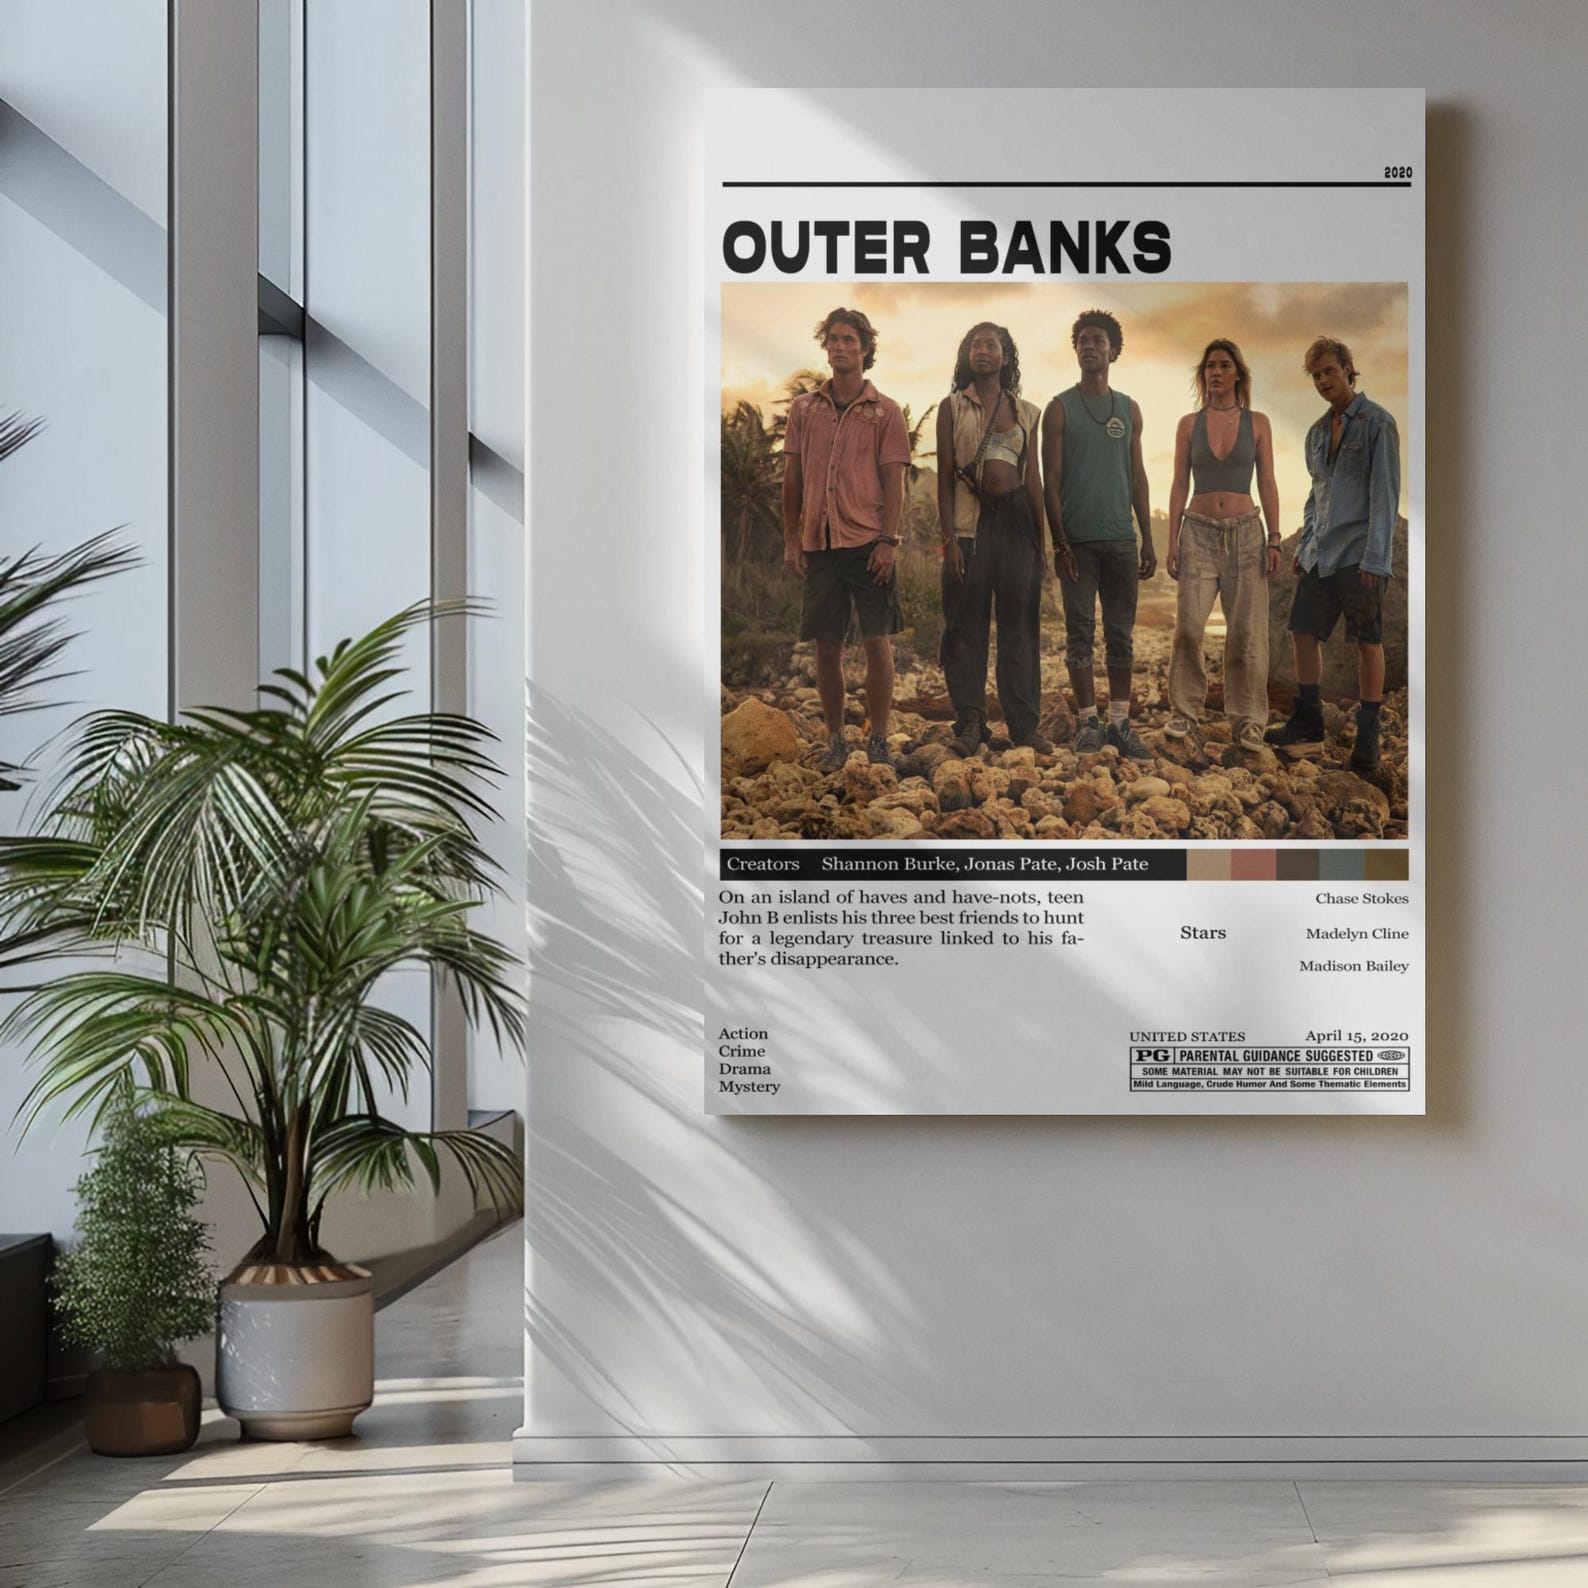 2020
OUTER BANKS
Creators Shannon Burke, Jonas Pate, Josh Pate
On an island of haves and have-nots, teen
John B enlists his three best friends to hunt
for a legendary treasure linked to his fa-
ther's disappearance.
Stars
Chase Stokes
Madelyn Cline
Madison Bailey
Action
Crime
Drama
Mystery
UNITED STATES April 15, 2020
PG PARENTAL GUIDANCE SUGGESTED
SOME MATERIAL MAY NOT BE SUITABLE FOR CHILDREN
Mild Language, Crude Humor And Some Thematic Elements